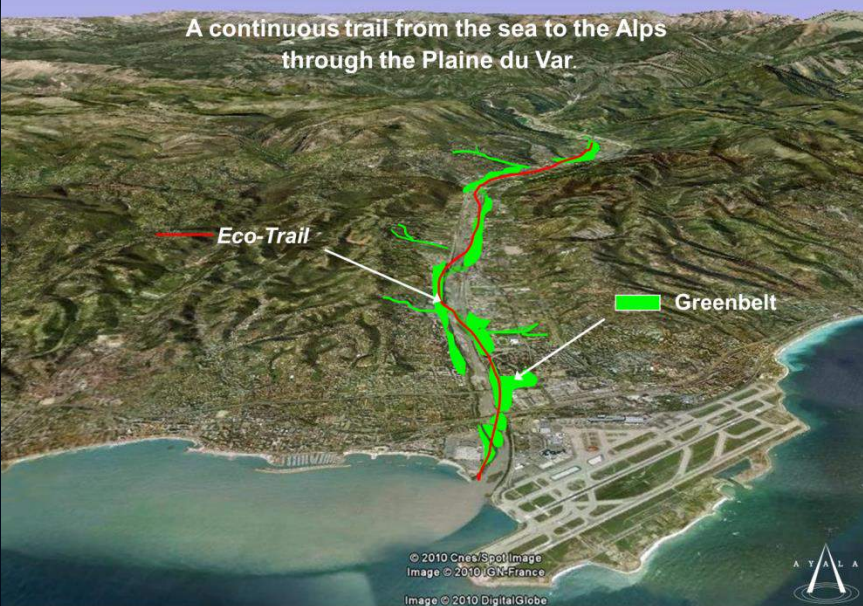 A continuous trail from the sea to the Alps
through the Plaine du Var.
Eco-Trail
Greenbelt
© 2010 Cnes/Spot Image
Image © 2010 IGN-France
Image © 2010 DigitalGlobe
AYALA